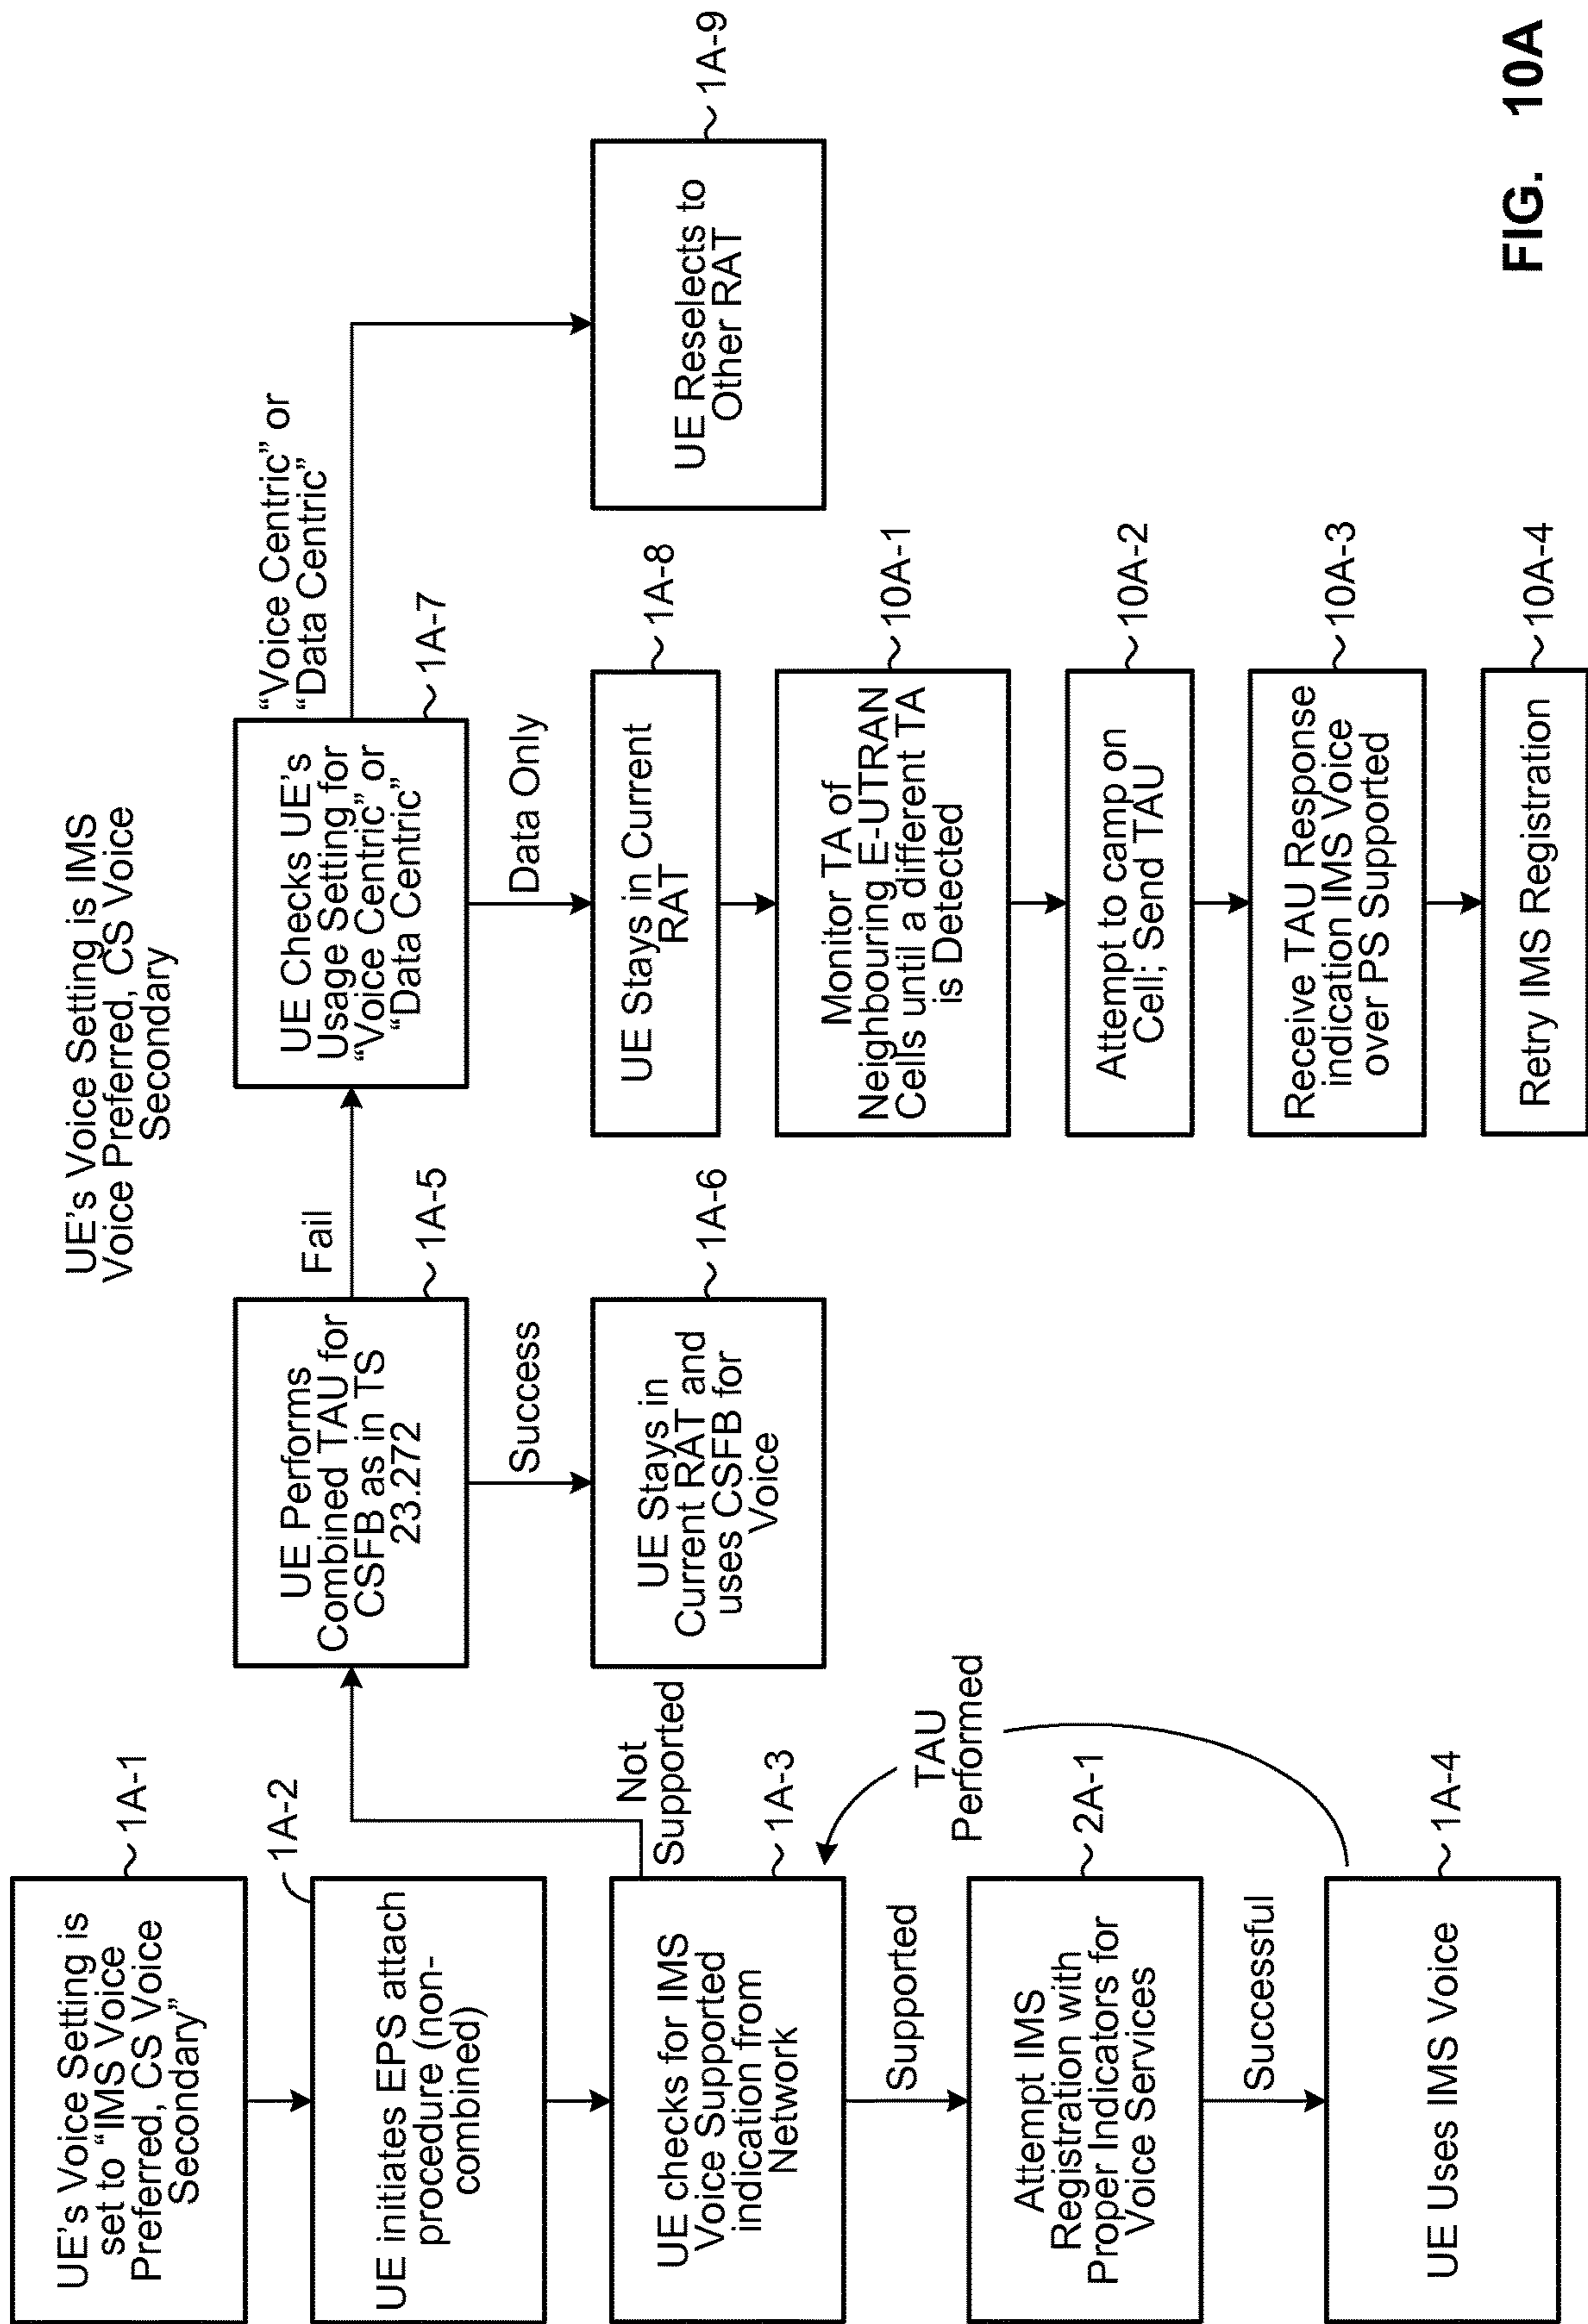 UE's Voice Setting is IMS
Voice Preferred, CS Voice
Secondary
UE's Voice Setting is
set to "IMS Voice
Preferred, CS Voice
Secondary"
1A-1
1A-2
UE initiates EPS attach
procedure (non-
combined)
UE checks for IMS
Voice Supported
indication from
Network
1A-3
Not
Supported
Supported
TAU
Performed
Attempt IMS
Registration with
Proper Indicators for
Voice Services
2A-1
Successful
UE Uses IMS Voice
1A-4
UE Performs
Combined TAU for
CSFB as in TS
23.272
1A-5
Fail
Success
UE Stays in
Current RAT and
uses CSFB for
Voice
1A-6
UE Checks UE's
Usage Setting for
"Voice Centric" or
"Data Centric"
1A-7
"Voice Centric" or
"Data Centric"
Data Only
UE Stays in Current
RAT
1A-8
Monitor TA of
Neighbouring E-UTRAN
Cells until a different TA
is Detected
10A-1
Attempt to camp on
Cell; Send TAU
10A-2
Receive TAU Response
indication IMS Voice
over PS Supported
10A-3
Retry IMS Registration
10A-4
UE Reselects to
Other RAT
1A-9
FIG. 10A